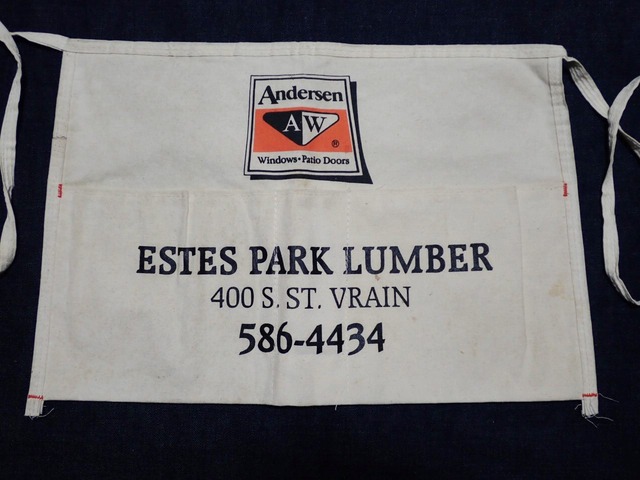 Andersen
AW®
Windows • Patio Doors
ESTES PARK LUMBER
400 S. ST. VRAIN
586-4434